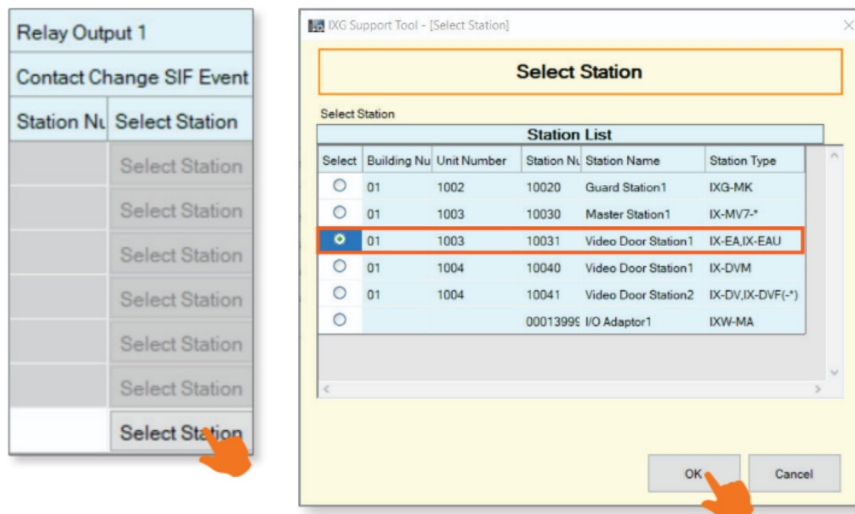 Relay Output 1
Contact Change SIF Event
Station Nu Select Station
Select Station
Select Station
Select Station
Select Station
Select Station
Select Station
Select Station
IXG Support Tool - [Select Station]
Select Station
Select Station
Station List
Select Building Nu Unit Number Station Nu Station Name Station Type
01 1002 10020 Guard Station1 IXG-MK
01 1003 10030 Master Station1 IX-MV7-*
01 1003 10031 Video Door Station1 IX-EA,IX-EAU
01 1004 10040 Video Door Station1 IX-DVM
01 1004 10041 Video Door Station2 IX-DV,IX-DVF(-*)
00013999 I/O Adaptor1 IXW-MA
OK Cancel